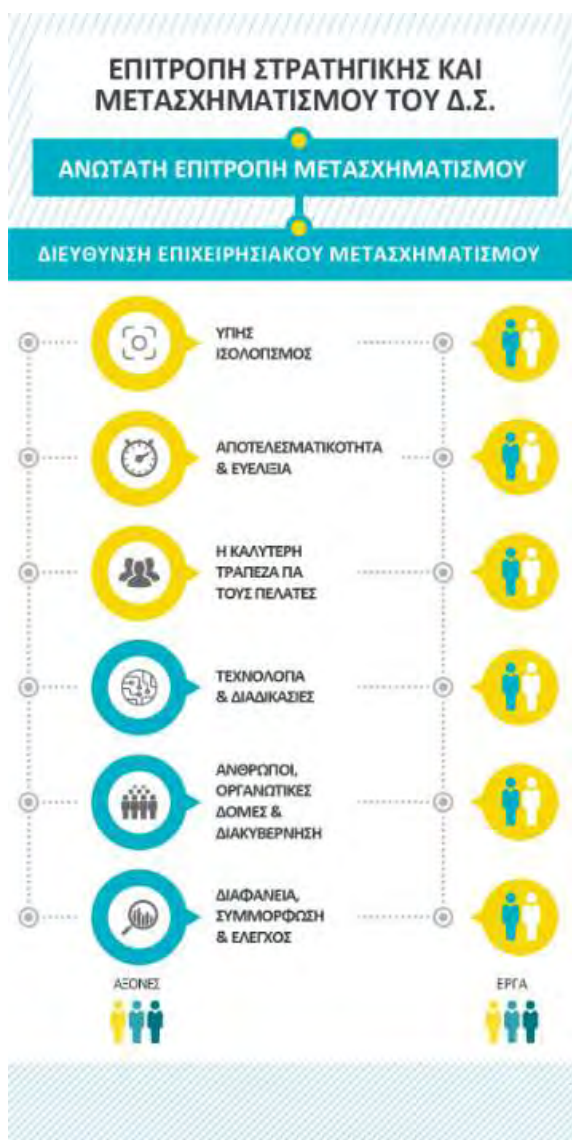 ΕΠΙΤΡΟΠΗ ΣΤΡΑΤΗΓΙΚΗΣ ΚΑΙ
ΜΕΤΑΣΧΗΜΑΤΙΣΜΟΥ ΤΟΥ Δ.Σ.
ΑΝΩΤΑΤΗ ΕΠΙΤΡΟΠΗ ΜΕΤΑΣΧΗΜΑΤΙΣΜΟΥ
ΔΙΕΥΘΥΝΣΗ ΕΠΙΧΕΙΡΗΣΙΑΚΟΥ ΜΕΤΑΣΧΗΜΑΤΙΣΜΟΥ
ΥΓΙΗΣ
ΙΣΟΛΟΓΙΣΜΟΣ
ΑΠΟΤΕΛΕΣΜΑΤΙΚΟΤΗΤΑ
& ΕΥΕΛΙΞΙΑ
Η ΚΑΛΥΤΕΡΗ
ΤΡΑΠΕΖΑ ΓΙΑ
ΤΟΥΣ ΠΕΛΑΤΕΣ
ΤΕΧΝΟΛΟΓΙΑ
& ΔΙΑΔΙΚΑΣΙΕΣ
ΑΝΘΡΩΠΟΙ,
ΟΡΓΑΝΩΤΙΚΕΣ
ΔΟΜΕΣ &
ΔΙΑΚΥΒΕΡΝΗΣΗ
ΔΙΑΦΑΝΕΙΑ,
ΣΥΜΜΟΡΦΩΣΗ
& ΕΛΕΓΧΟΣ
ΑΞΟΝΕΣ
ΕΡΓΑ